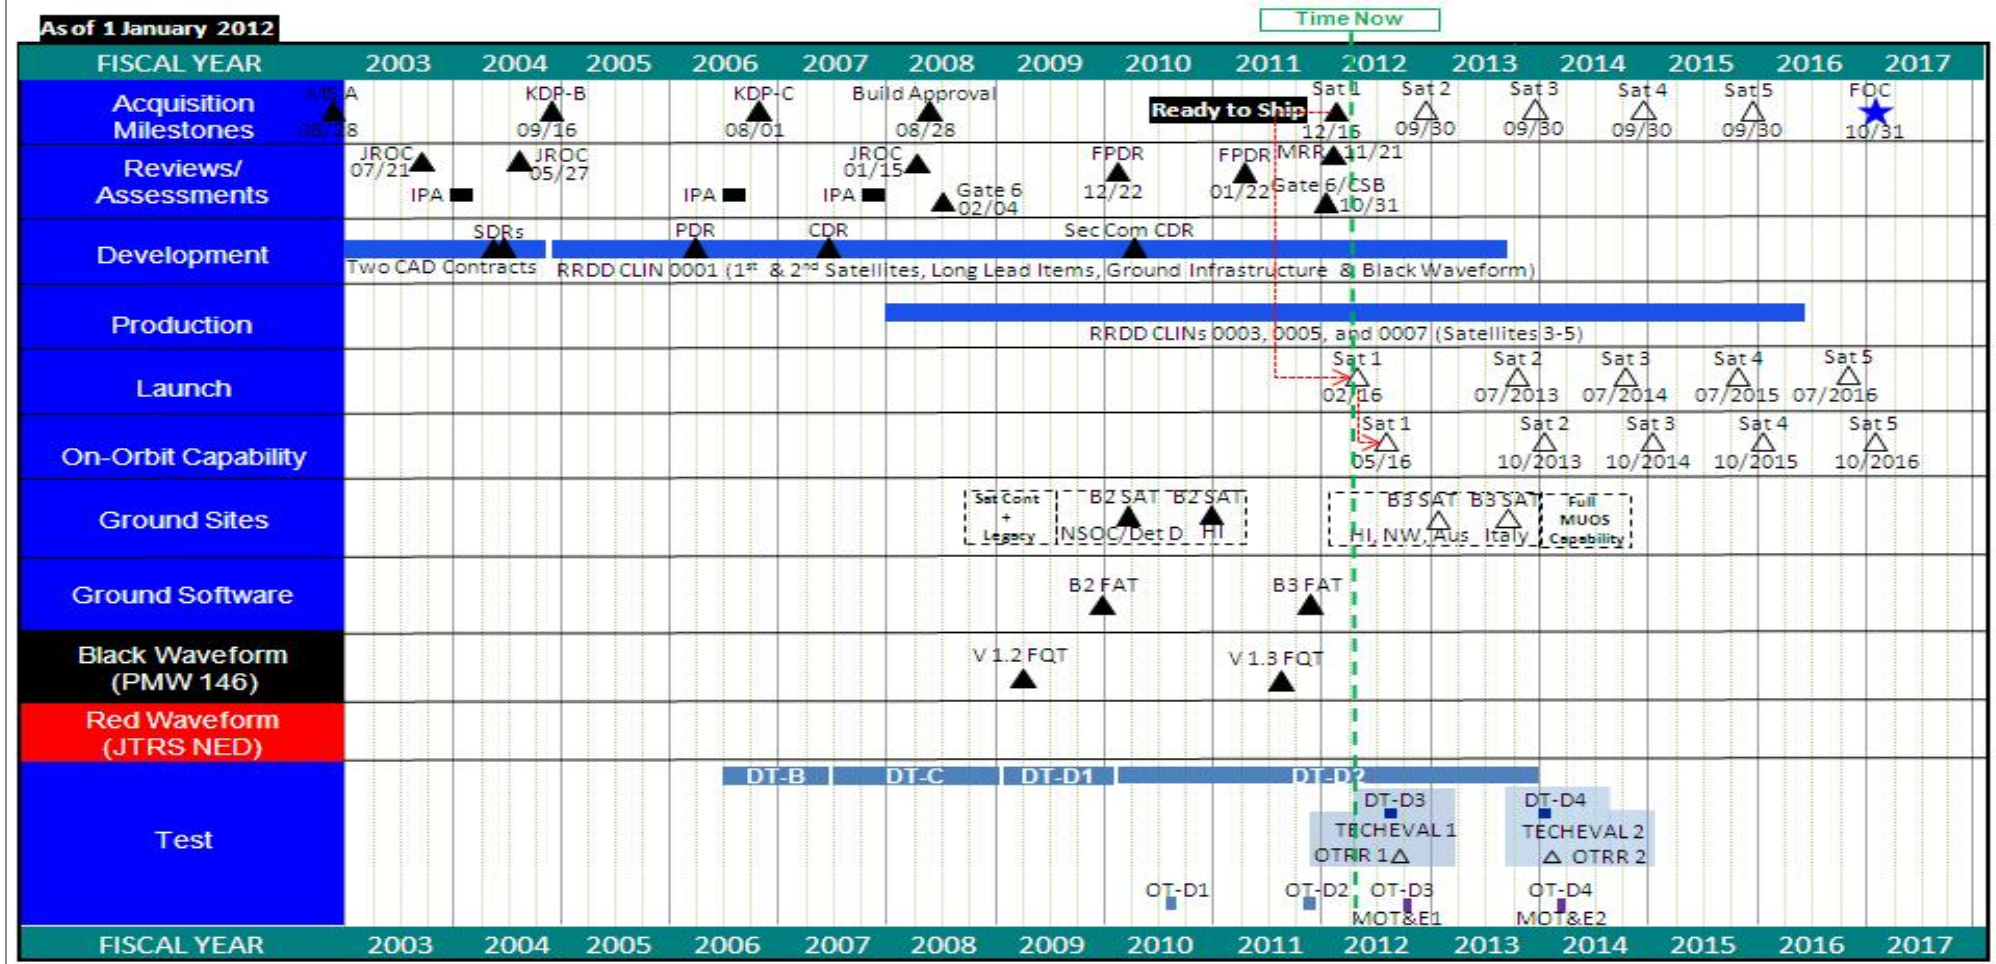 Time Now
As of 1 January 2012
FISCAL YEAR 2003 2004 2005 2006 2007 2008 2009 2010 2011 2012 2013 2014 2015 2016 2017
Acquisition
Milestones
MS A
08/28
KDP-B
09/16
KDP-C
08/01
Build Approval
08/28
Ready to Ship
Sat 1
12/15
Sat 2
09/30
Sat 3
09/30
Sat 4
09/30
Sat 5
09/30
FOC
10/31
Reviews/
Assessments
JROC
07/21
IPA
JROC
05/27
IPA
JROC
01/15
IPA
Gate 6
02/04
FPDR
12/22
FPDR
01/22
MRR 11/21
Gate 6/CSB
10/31
Development
SDRs
PDR
CDR
Sec Com CDR
Two CAD Contracts
RRDD CLIN 0001 (1st & 2nd Satellites, Long Lead Items, Ground Infrastructure & Black Waveform)
Production
RRDD CLINs 0003, 0005, and 0007 (Satellites 3-5)
Launch
Sat 1
02/16
Sat 2
07/2013
Sat 3
07/2014
Sat 4
07/2015
Sat 5
07/2016
On-Orbit Capability
Sat 1
05/16
Sat 2
10/2013
Sat 3
10/2014
Sat 4
10/2015
Sat 5
10/2016
Ground Sites
Sat Cont
+
Legacy
B2 SAT B2 SAT
NSOC/Det D HI
B3 SAT B3 SAT
HI, NW, Aus Italy
Full
MUOS
Capability
Ground Software
B2 FAT
B3 FAT
Black Waveform
(PMW 146)
V 1.2 FQT
V 1.3 FQT
Red Waveform
(JTRS NED)
Test
DT-B DT-C DT-D1 DT-D2
DT-D3
TECHEVAL 1
OTRR 1
DT-D4
TECHEVAL 2
OTRR 2
OT-D1
OT-D2
OT-D3
MOT&E1
OT-D4
MOT&E2
FISCAL YEAR 2003 2004 2005 2006 2007 2008 2009 2010 2011 2012 2013 2014 2015 2016 2017